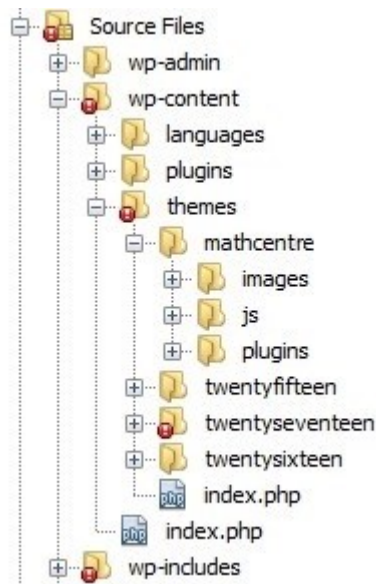 Source Files
wp-admin
wp-content
languages
plugins
themes
mathcentre
images
js
plugins
twentyfifteen
twentyseventeen
twentysixteen
index.php
index.php
wp-includes